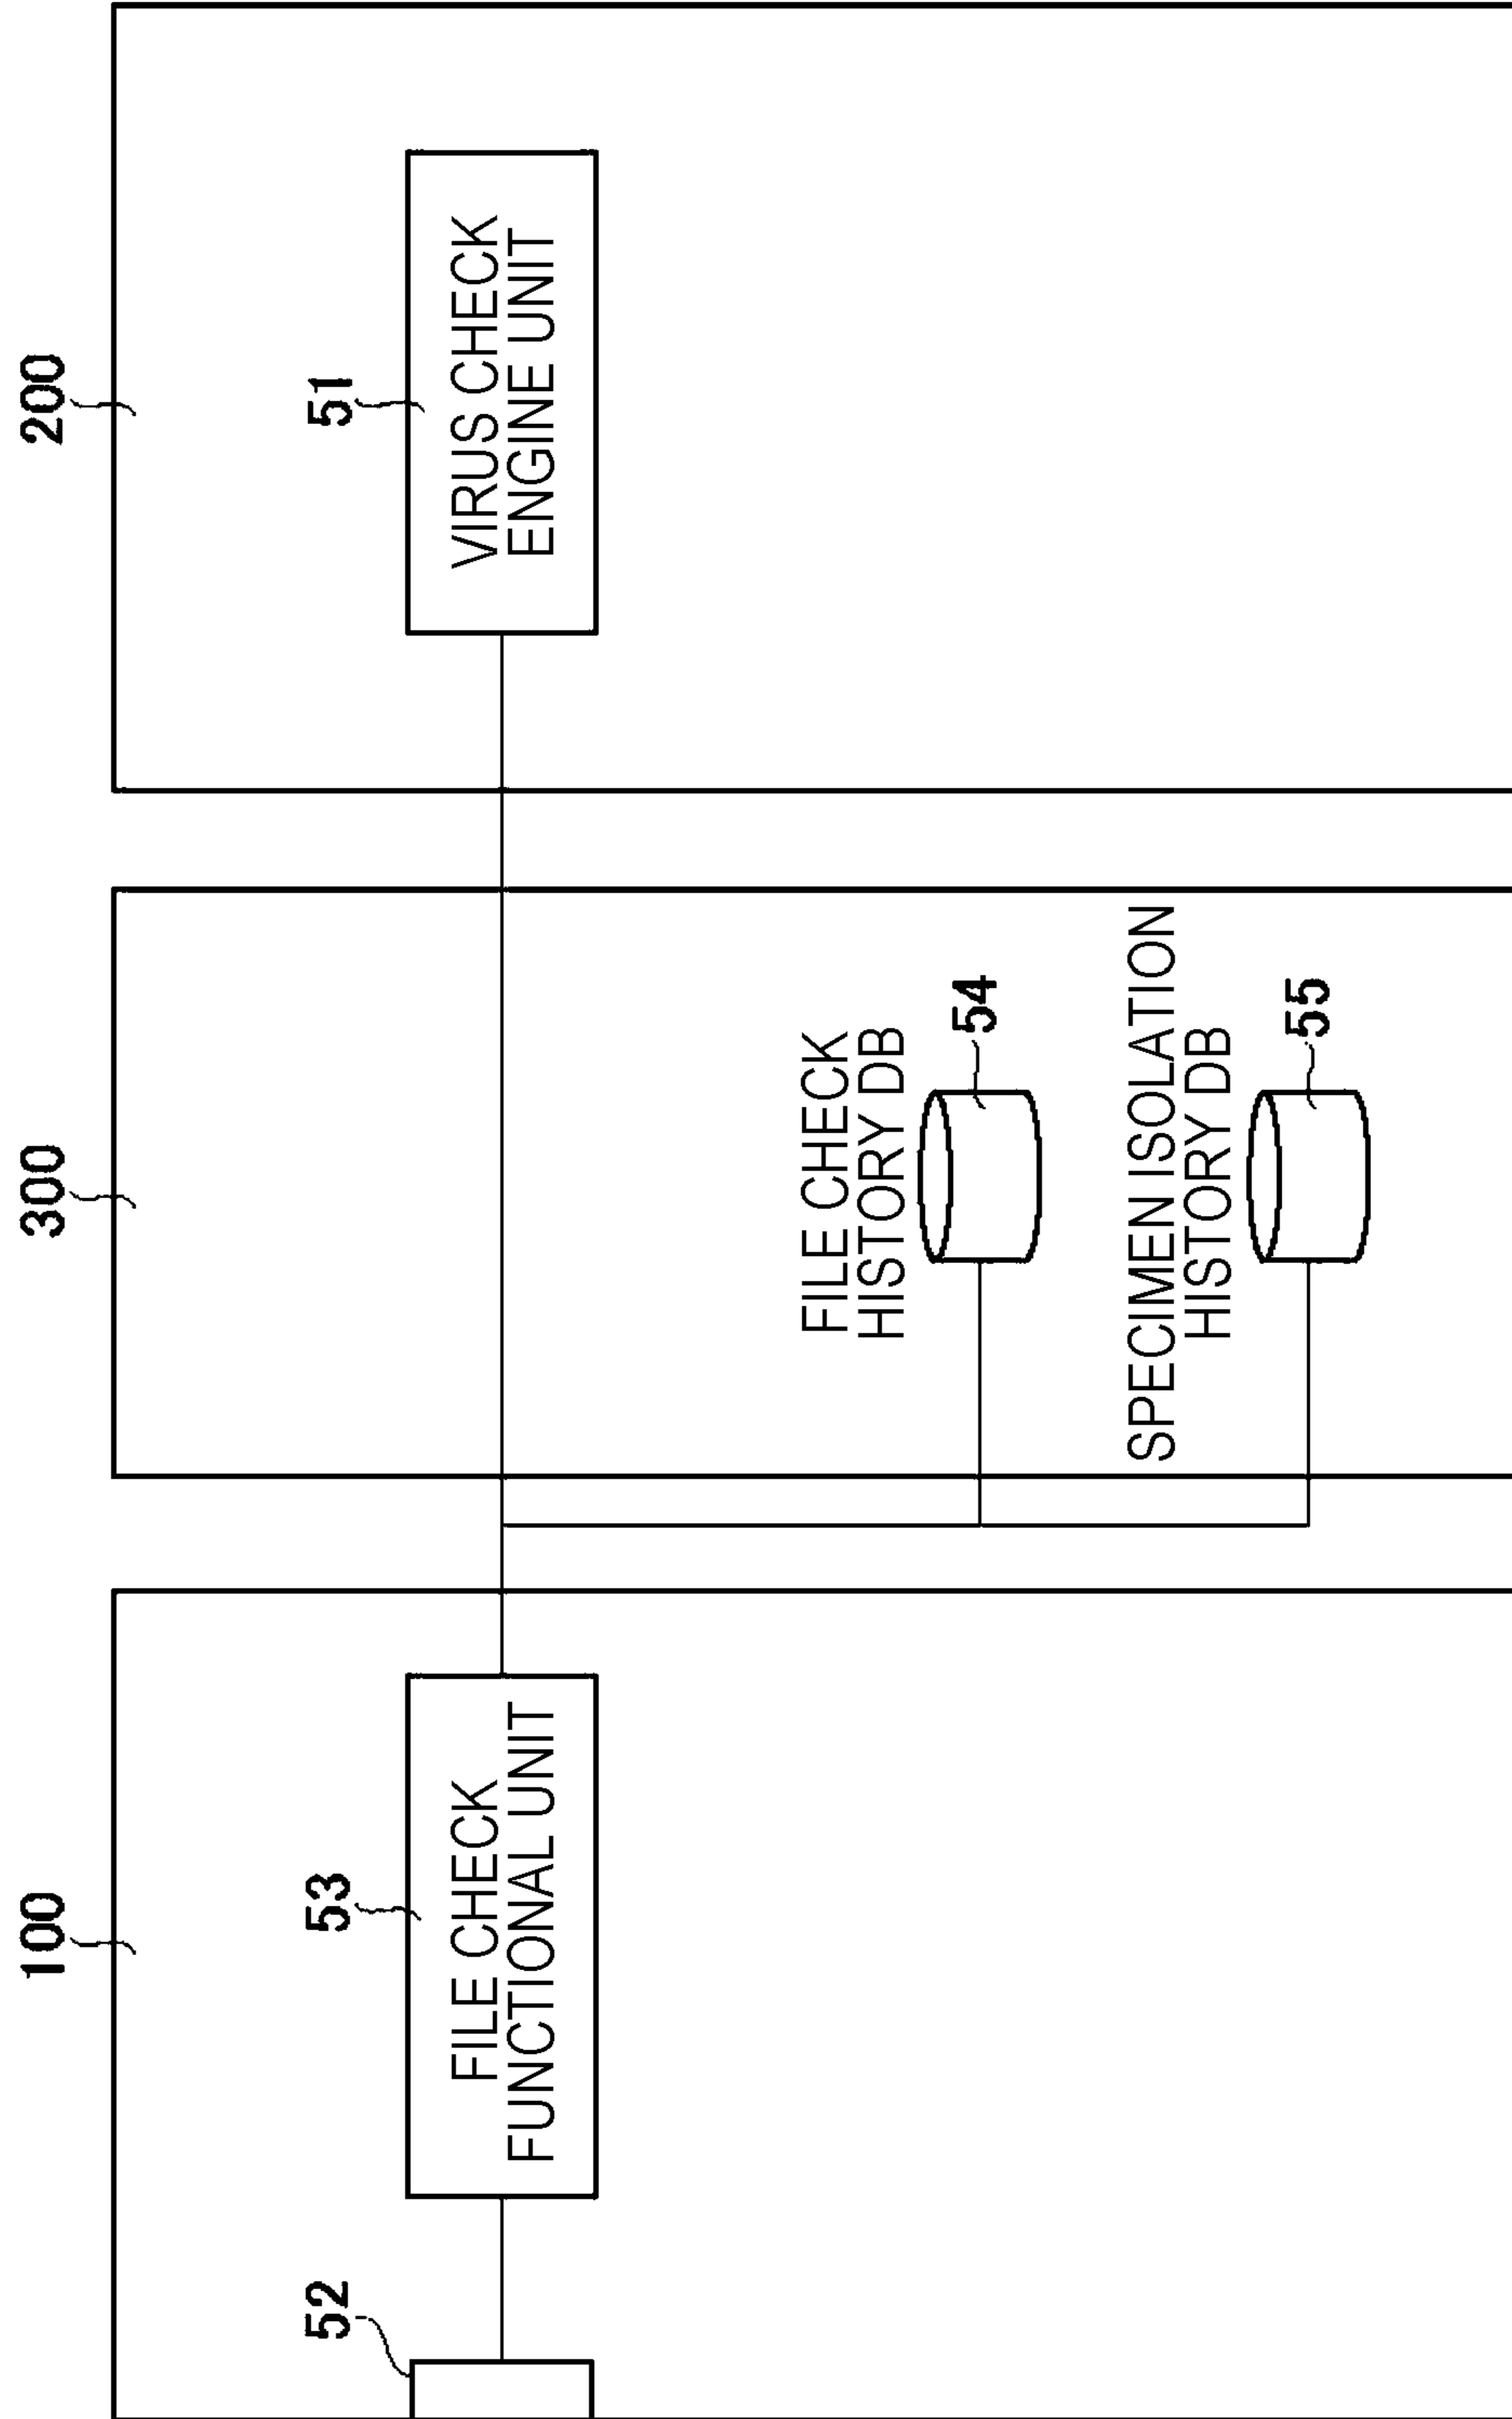 100
300
200
52
53
FILE CHECK
FUNCTIONAL UNIT
51
VIRUS CHECK
ENGINE UNIT
FILE CHECK
HISTORY DB
54
SPECIMEN ISOLATION
HISTORY DB
55